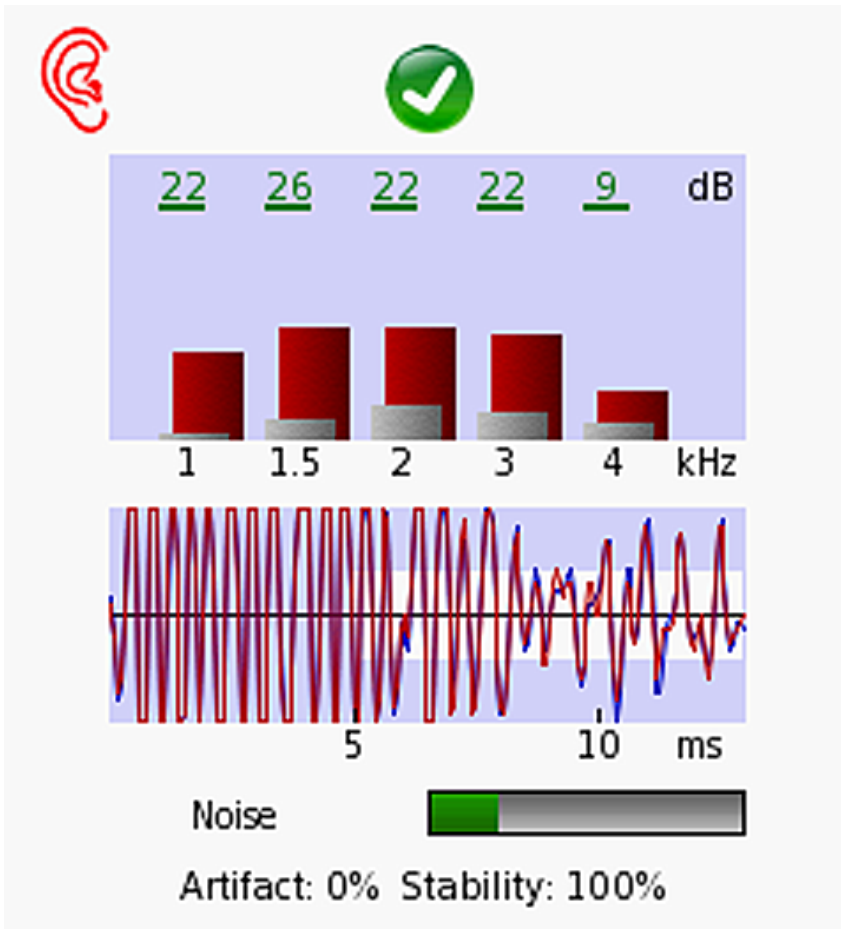 22 26 22 22 9 dB
1 1.5 2 3 4 kHz
5 10 ms
Noise
Artifact: 0% Stability: 100%